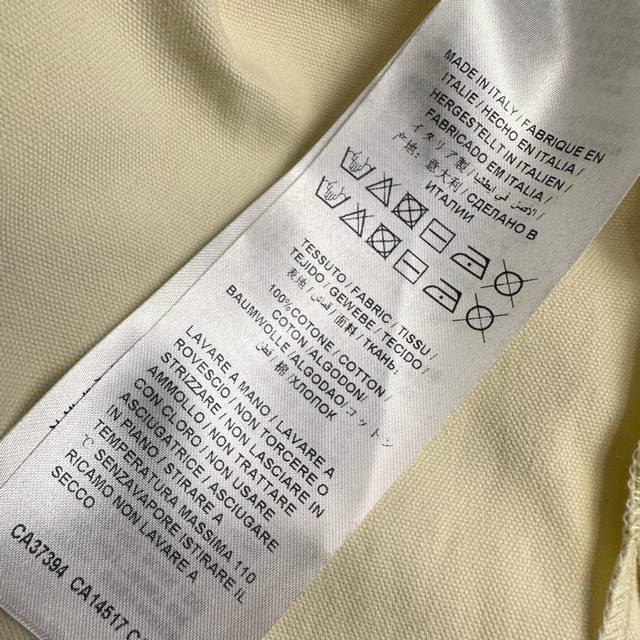 MADE IN ITALY / FABRIQUE EN
ITALIE / HECHO EN ITALIA /
HERGESTELLT IN ITALIEN /
FABRICADO EM ITALIA /
イタリア製 /
产地: 意大利 / СДЕЛАНО В
ИТАЛИИ
TESSUTO / FABRIC / TISSU /
TEJIDO / GEWEBE / TECIDO /
表地 / قماش / 面料 / ТКАНЬ.
100% COTONE / COTTON /
COTON / ALGODON /
BAUMWOLLE / ALGODAO / コットン
/ قطن / 棉 / ХЛОПОК
LAVARE A MANO / LAVARE A
ROVESCIO / NON TORCERE O
STRIZZARE / NON LASCIARE IN
AMMOLLO / NON TRATTARE
CON CLORO / NON USARE
ASCIUGATRICE / ASCIUGARE
IN PIANO / STIRARE A
TEMPERATURA MASSIMA 110
°C SENZAVAPORE \ STIRARE IL
RICAMO NON LAVARE A
SECCO
CA37394 CA14517